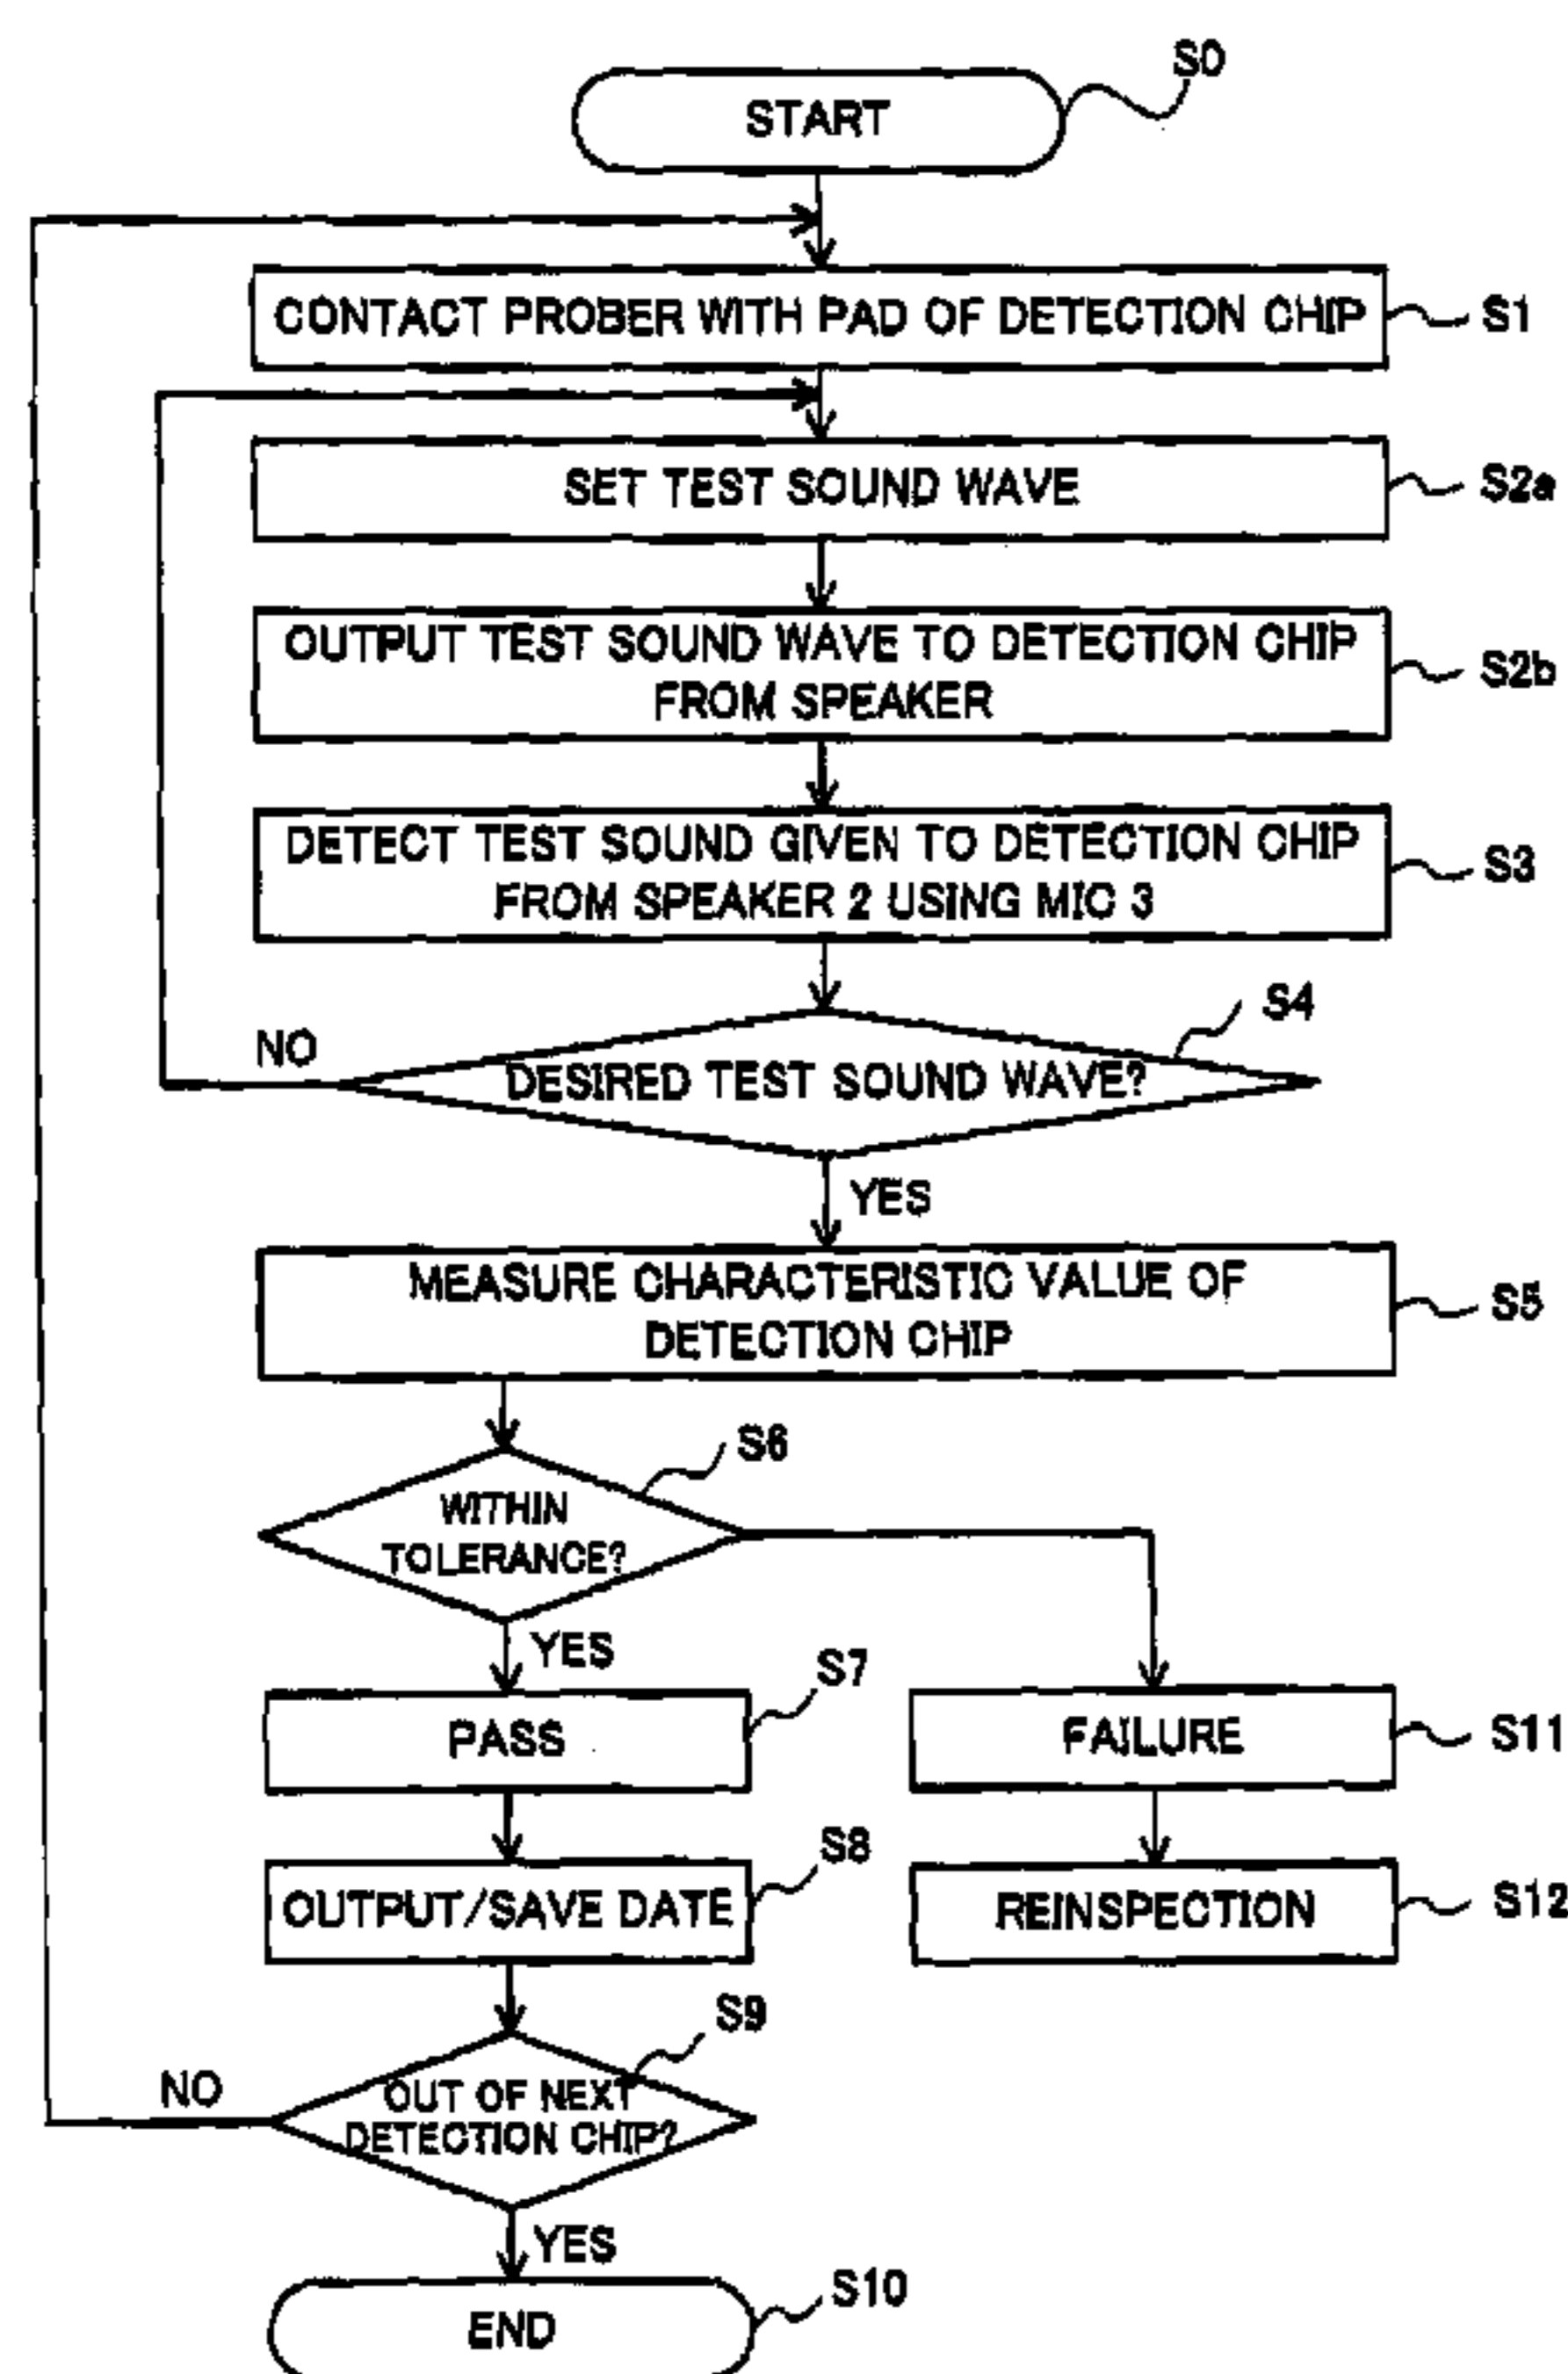 S0
START
CONTACT PROBER WITH PAD OF DETECTION CHIP
S1
SET TEST SOUND WAVE
S2a
OUTPUT TEST SOUND WAVE TO DETECTION CHIP
FROM SPEAKER
S2b
DETECT TEST SOUND GIVEN TO DETECTION CHIP
FROM SPEAKER 2 USING MIC 3
S3
S4
NO
DESIRED TEST SOUND WAVE?
YES
MEASURE CHARACTERISTIC VALUE OF
DETECTION CHIP
S5
S6
WITHIN
TOLERANCE?
YES
S7
PASS
FAILURE
S11
S8
OUTPUT/SAVE DATE
REINSPECTION
S12
S9
NO
OUT OF NEXT
DETECTION CHIP?
YES
S10
END